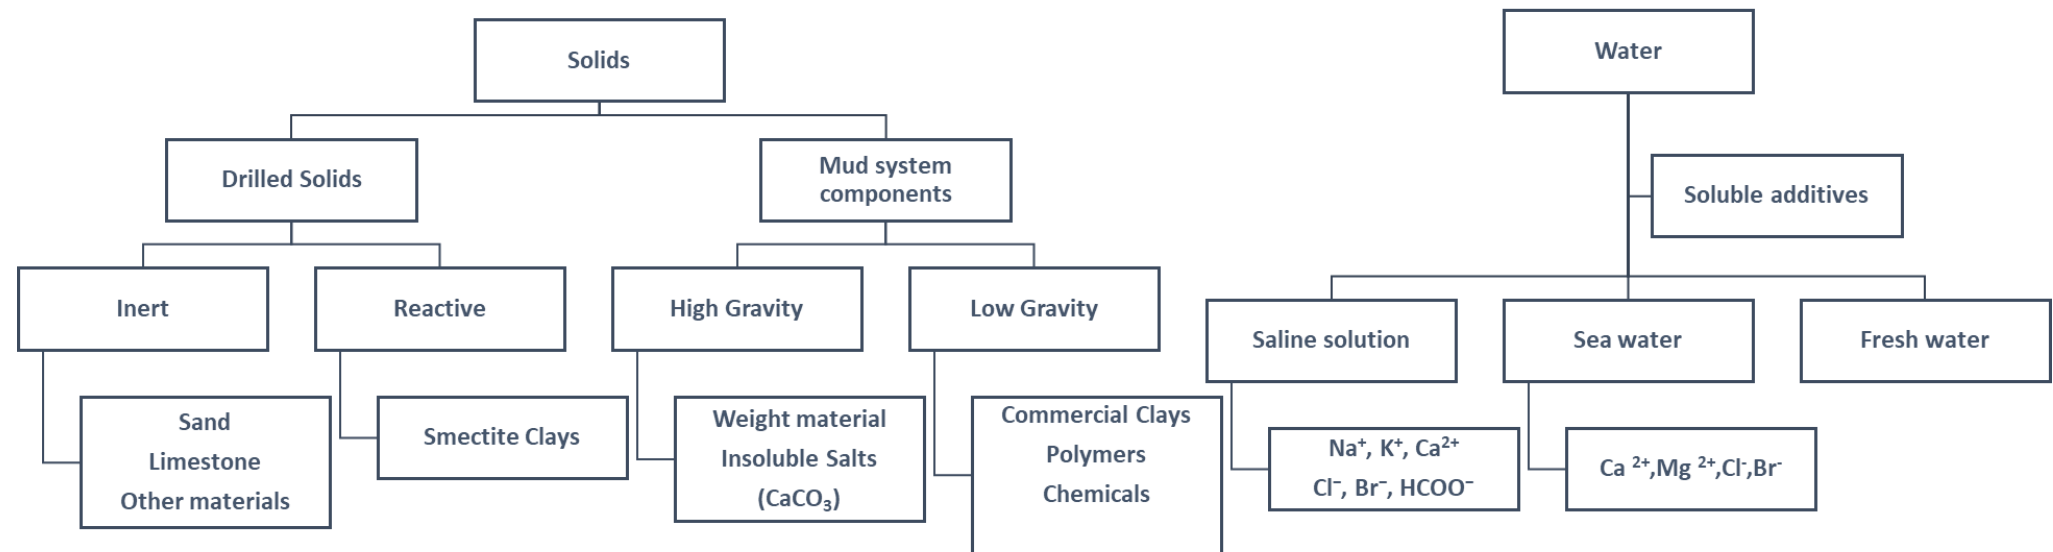 Solids
Water
Drilled Solids
Mud system
components
Soluble additives
Inert
Reactive
High Gravity
Low Gravity
Saline solution
Sea water
Fresh water
Sand
Limestone
Other materials
Smectite Clays
Weight material
Insoluble Salts
(CaCO₃)
Commercial Clays
Polymers
Chemicals
Na⁺, K⁺, Ca²⁺
Cl⁻, Br⁻, HCOO⁻
Ca ²⁺,Mg ²⁺,Cl⁻,Br⁻